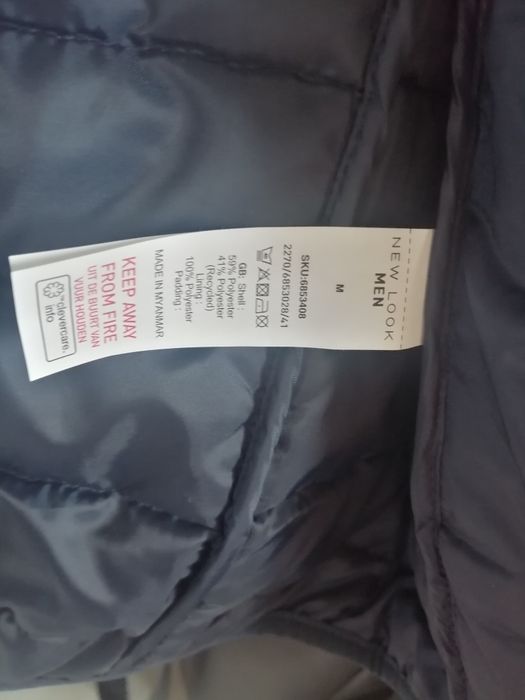 NEW LOOK
MEN
M
SKU:6853408
2270/6853028/41
GB: Shell :
59% Polyester
41% Polyester
(Recycled)
Lining :
100% Polyester
Padding :
MADE IN MYANMAR
KEEP AWAY
FROM FIRE
UIT DE BUURT VAN
VUUR HOUDEN
clevercare.
info